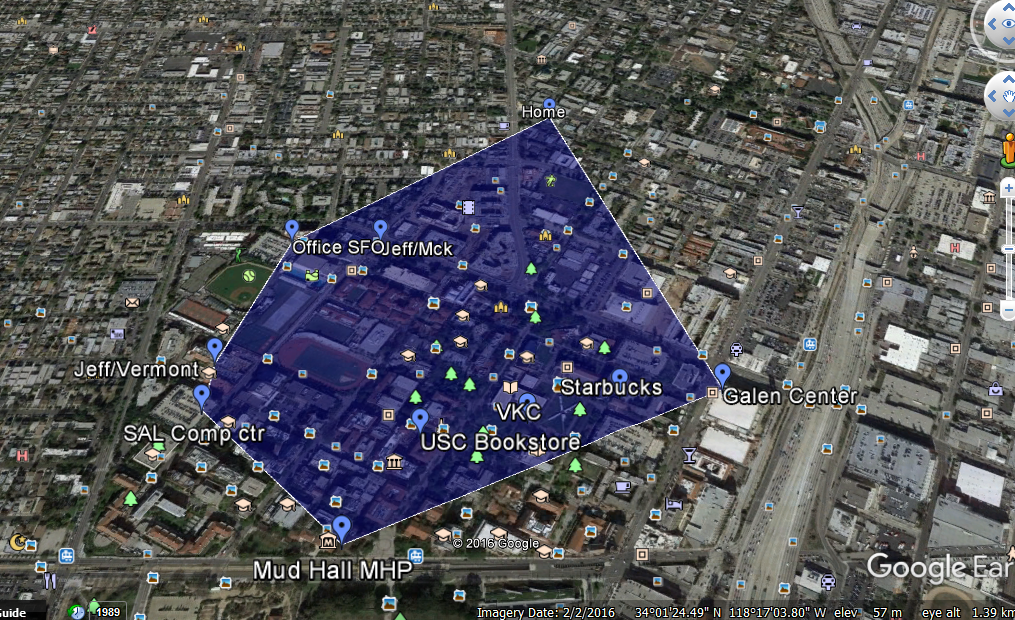 Home
Office SFO
Jeff/Mck
Jeff/Vermont
Starbucks
Galen Center
VKC
SAL Comp ctr
USC Bookstore
© 2016 Google
Mud Hall MHP
Google Ear
Guide
1989
Imagery Date: 2/2/2016 34°01'24.49" N 118°17'03.80" W elev 57 m eye alt 1.39 km